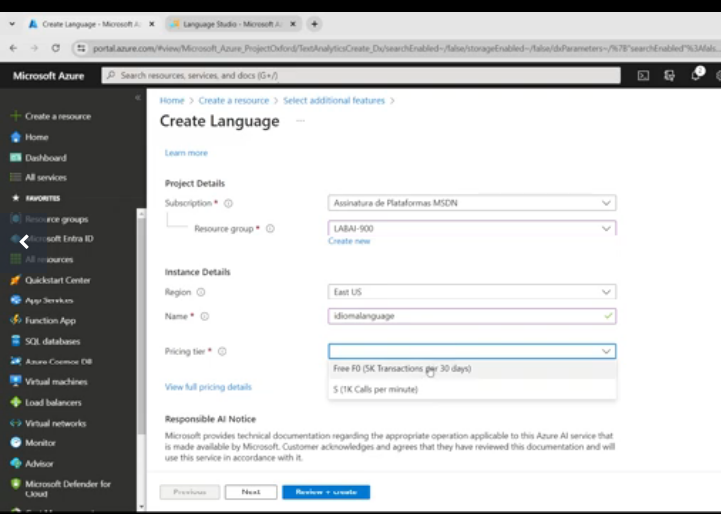 Create Language - Microsoft A
Language Studio - Microsoft A
portal.azure.com/#view/Microsoft_Azure_ProjectOxford/TextAnalyticsCreate_Dx/searchEnabled~/false/storageEnabled~/false/dxParameters~/%7B"searchEnabled"%3Afals...
Microsoft Azure
Search resources, services, and docs (G+/)
Create a resource
Home
Dashboard
All services
FAVORITES
Resource groups
soft Entra ID
All resources
Quickstart Center
App Services
Function App
SQL databases
Azure Cosmos DB
Virtual machines
Load balancers
Virtual networks
Monitor
Advisor
Microsoft Defender for
Cloud
Home > Create a resource > Select additional features >
Create Language ...
Learn more
Project Details
Subscription *
Assinatura de Plataformas MSDN
Resource group *
LABAI-900
Create new
Instance Details
Region
East US
Name *
idiomalanguage
Pricing tier *
Free F0 (5K Transactions per 30 days)
S (1K Calls per minute)
View full pricing details
Responsible AI Notice
Microsoft provides technical documentation regarding the appropriate operation applicable to this Azure AI service that
is made available by Microsoft. Customer acknowledges and agrees that they have reviewed this documentation and will
use this service in accordance with it.
Previous
Next
Review + create